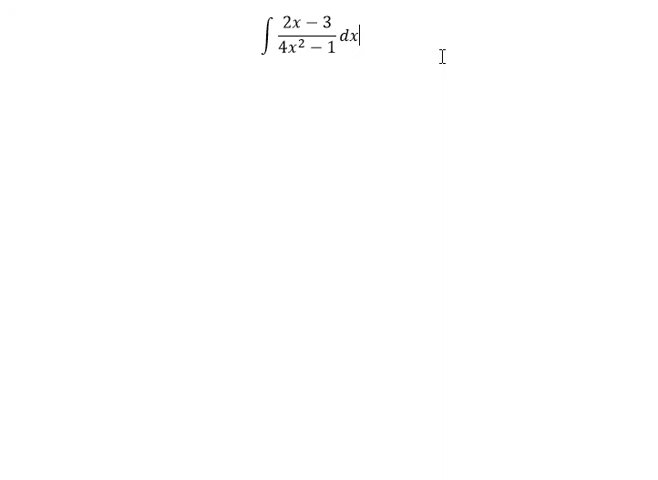 ∫ (2x − 3)/(4x² − 1) dx